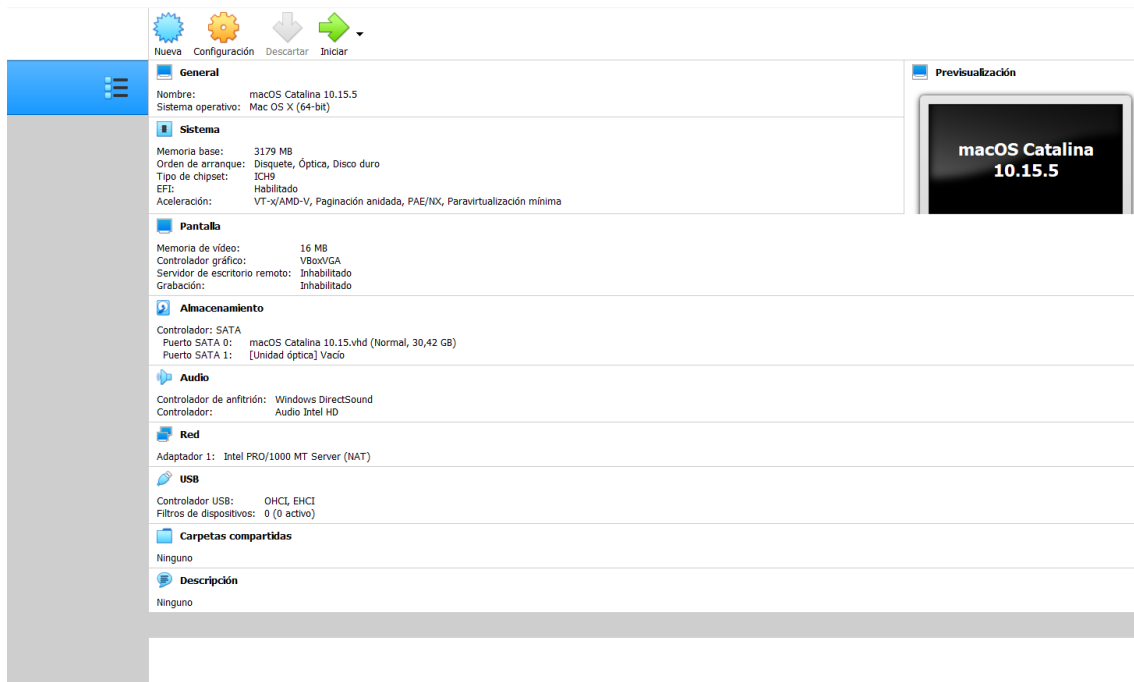 Nueva Configuración Descartar Iniciar
General
Nombre: macOS Catalina 10.15.5
Sistema operativo: Mac OS X (64-bit)
Previsualización
macOS Catalina
10.15.5
Sistema
Memoria base: 3179 MB
Orden de arranque: Disquete, Óptica, Disco duro
Tipo de chipset: ICH9
EFI: Habilitado
Aceleración: VT-x/AMD-V, Paginación anidada, PAE/NX, Paravirtualización mínima
Pantalla
Memoria de vídeo: 16 MB
Controlador gráfico: VBoxVGA
Servidor de escritorio remoto: Inhabilitado
Grabación: Inhabilitado
Almacenamiento
Controlador: SATA
Puerto SATA 0: macOS Catalina 10.15.vhd (Normal, 30,42 GB)
Puerto SATA 1: [Unidad óptica] Vacío
Audio
Controlador de anfitrión: Windows DirectSound
Controlador: Audio Intel HD
Red
Adaptador 1: Intel PRO/1000 MT Server (NAT)
USB
Controlador USB: OHCI, EHCI
Filtros de dispositivos: 0 (0 activo)
Carpetas compartidas
Ninguno
Descripción
Ninguno